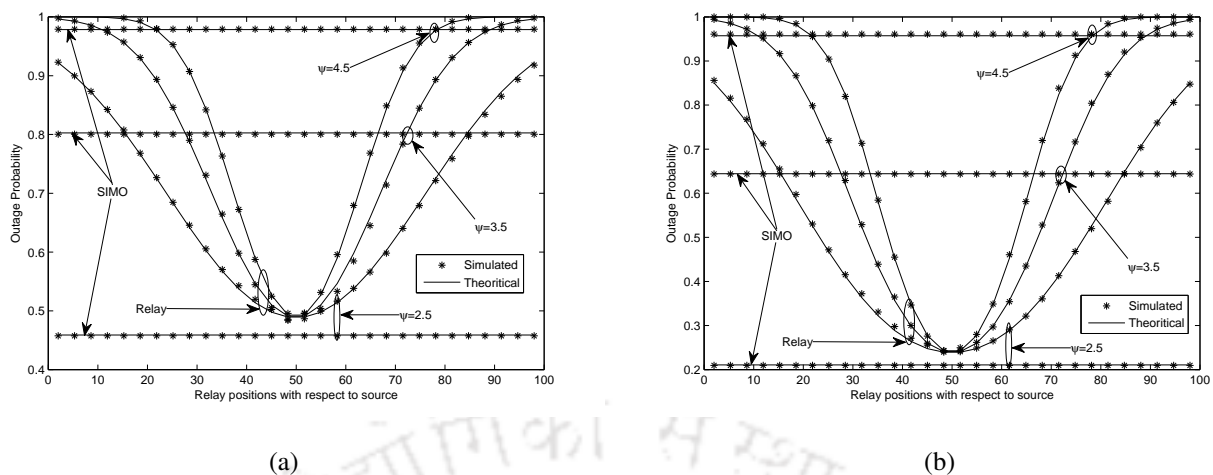 1
0.9
0.8
0.7
0.6
0.5
0.4
Outage Probability
0 10 20 30 40 50 60 70 80 90 100
Relay positions with respect to source
ψ=4.5
SIMO
ψ=3.5
Simulated
Theoritical
Relay
ψ=2.5
(a)
1
0.9
0.8
0.7
0.6
0.5
0.4
0.3
0.2
Outage Probability
0 10 20 30 40 50 60 70 80 90 100
Relay positions with respect to source
ψ=4.5
SIMO
ψ=3.5
Simulated
Theoritical
Relay
ψ=2.5
(b)